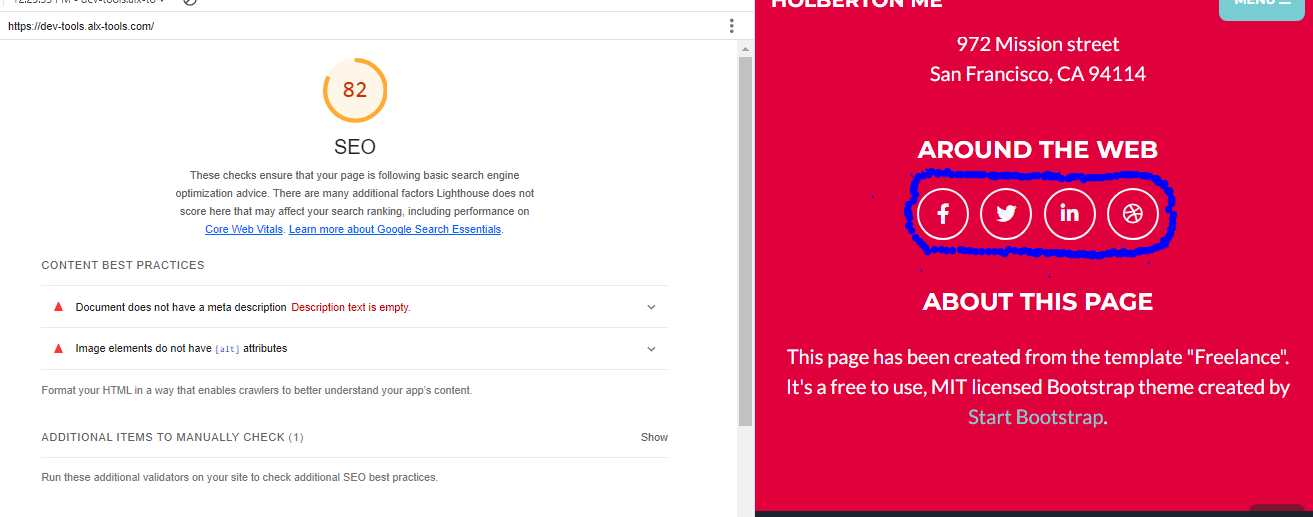 https://dev-tools.alx-tools.com/
82
SEO
These checks ensure that your page is following basic search engine
optimization advice. There are many additional factors Lighthouse does not
score here that may affect your search ranking, including performance on
Core Web Vitals. Learn more about Google Search Essentials.
CONTENT BEST PRACTICES
Document does not have a meta description Description text is empty.
Image elements do not have [alt] attributes
Format your HTML in a way that enables crawlers to better understand your app's content.
ADDITIONAL ITEMS TO MANUALLY CHECK (1) Show
Run these additional validators on your site to check additional SEO best practices.
HOLBERTON ME
MENU
972 Mission street
San Francisco, CA 94114
AROUND THE WEB
ABOUT THIS PAGE
This page has been created from the template "Freelance".
It's a free to use, MIT licensed Bootstrap theme created by
Start Bootstrap.